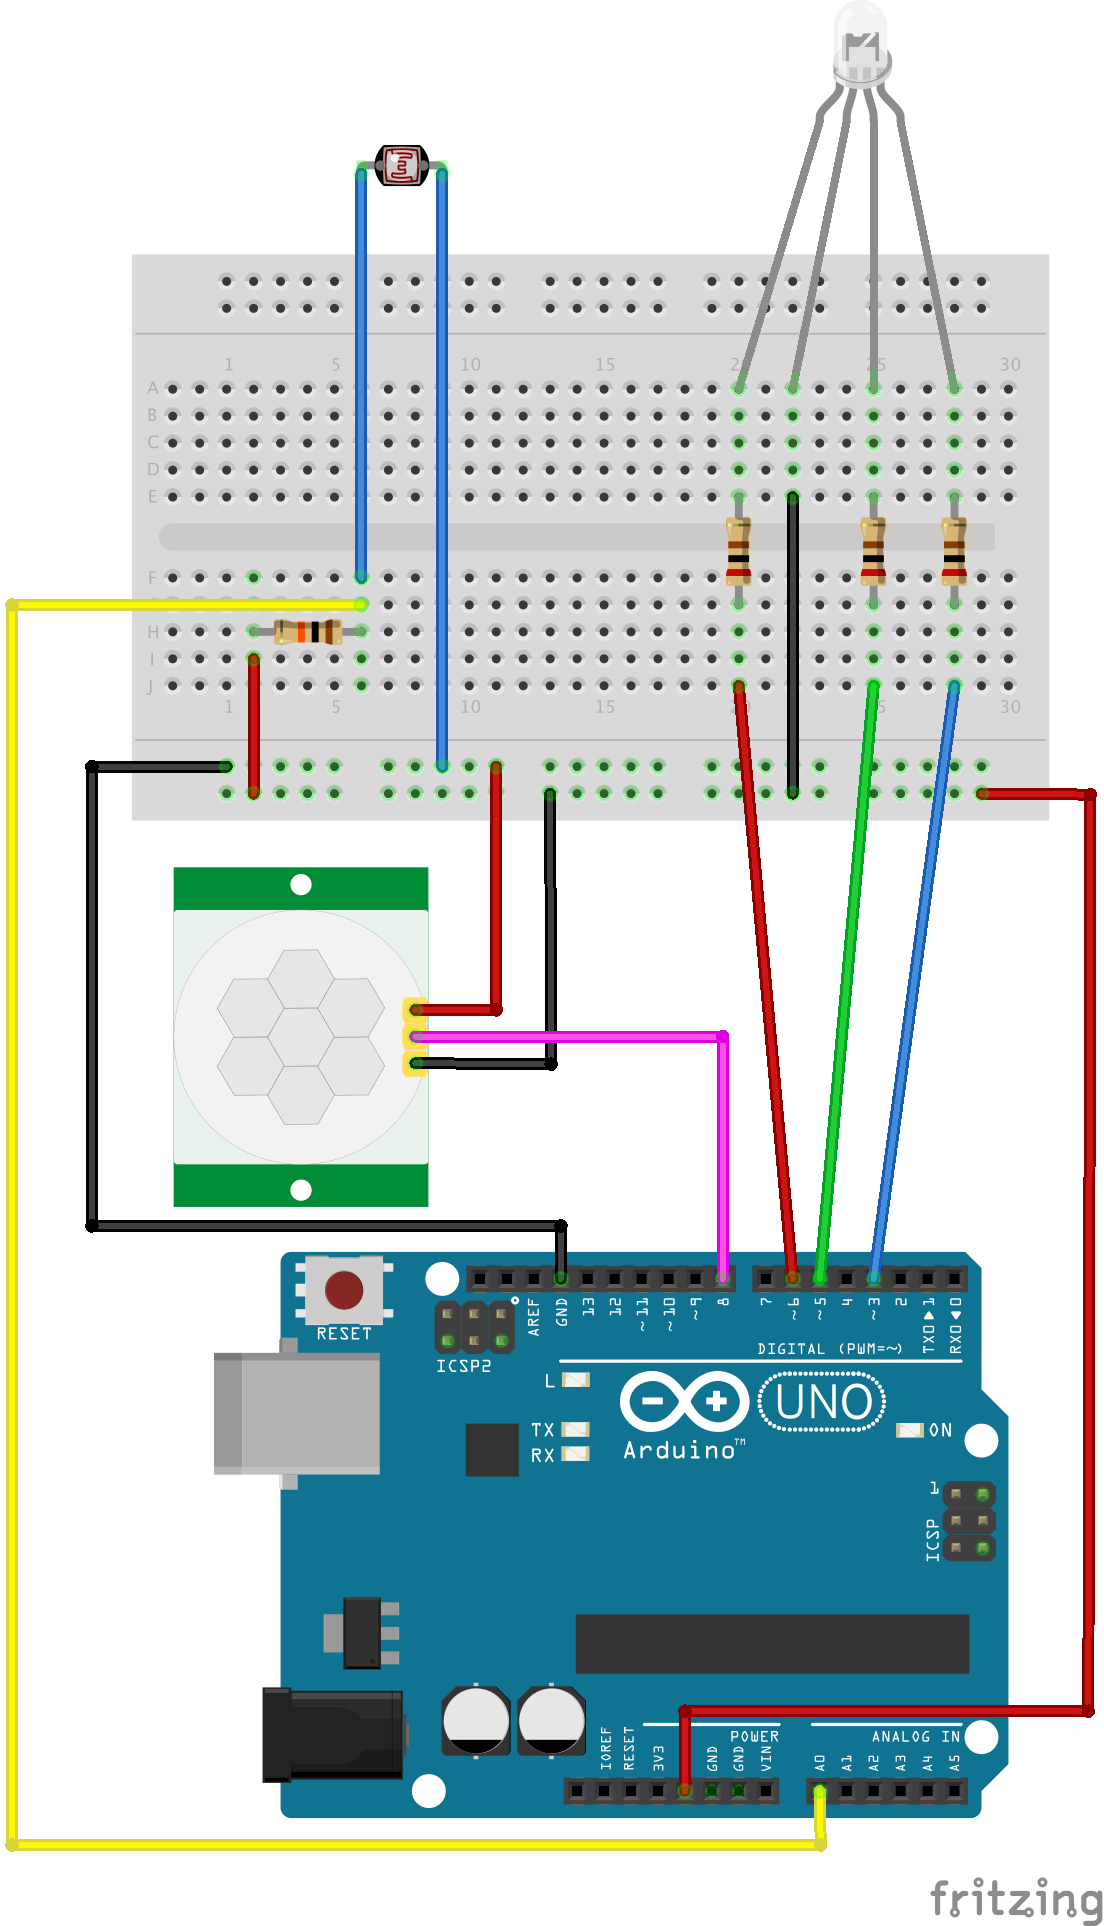 1 5 10 15 20 25 30
A
B
C
D
E
F
H
I
J
1 5 10 15 20 25 30
RESET
ICSP2
AREF
GND
13
12
~11
~10
~9
8
7
~6
~5
4
~3
2
TX0▶1
RX0◀0
DIGITAL (PWM=~)
L
TX
RX
Arduino™
UNO
ON
1
ICSP
IOREF
RESET
3V3
GND
GND
VIN
POWER
ANALOG IN
A0
A1
A2
A3
A4
A5
fritzing